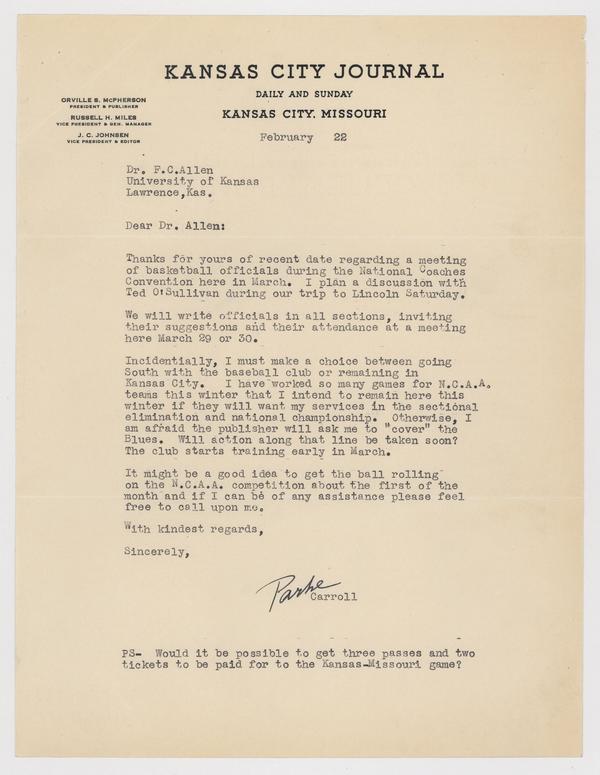 KANSAS CITY JOURNAL
DAILY AND SUNDAY
KANSAS CITY, MISSOURI
ORVILLE S. McPHERSON
PRESIDENT & PUBLISHER
RUSSELL H. MILES
VICE PRESIDENT & GEN. MANAGER
J. C. JOHNSEN
VICE PRESIDENT & EDITOR
February 22
Dr. F.C.Allen
University of Kansas
Lawrence,Kas.
Dear Dr. Allen:
Thanks for yours of recent date regarding a meeting
of basketball officials during the National Coaches
Convention here in March. I plan a discussion with
Ted O'Sullivan during our trip to Lincoln Saturday.
We will write officials in all sections, inviting
their suggestions and their attendance at a meeting
here March 29 or 30.
Incidentally, I must make a choice between going
South with the baseball club or remaining in
Kansas City. I have worked so many games for N.C.A.A.
teams this winter that I intend to remain here this
winter if they will want my services in the sectional
elimination and national championship. Otherwise, I
am afraid the publisher will ask me to "cover" the
Blues. Will action along that line be taken soon?
The club starts training early in March.
It might be a good idea to get the ball rolling
on the N.C.A.A. competition about the first of the
month and if I can be of any assistance please feel
free to call upon me.
With kindest regards,
Sincerely,
Parke
Carroll
PS- Would it be possible to get three passes and two
tickets to be paid for to the Kansas-Missouri game?